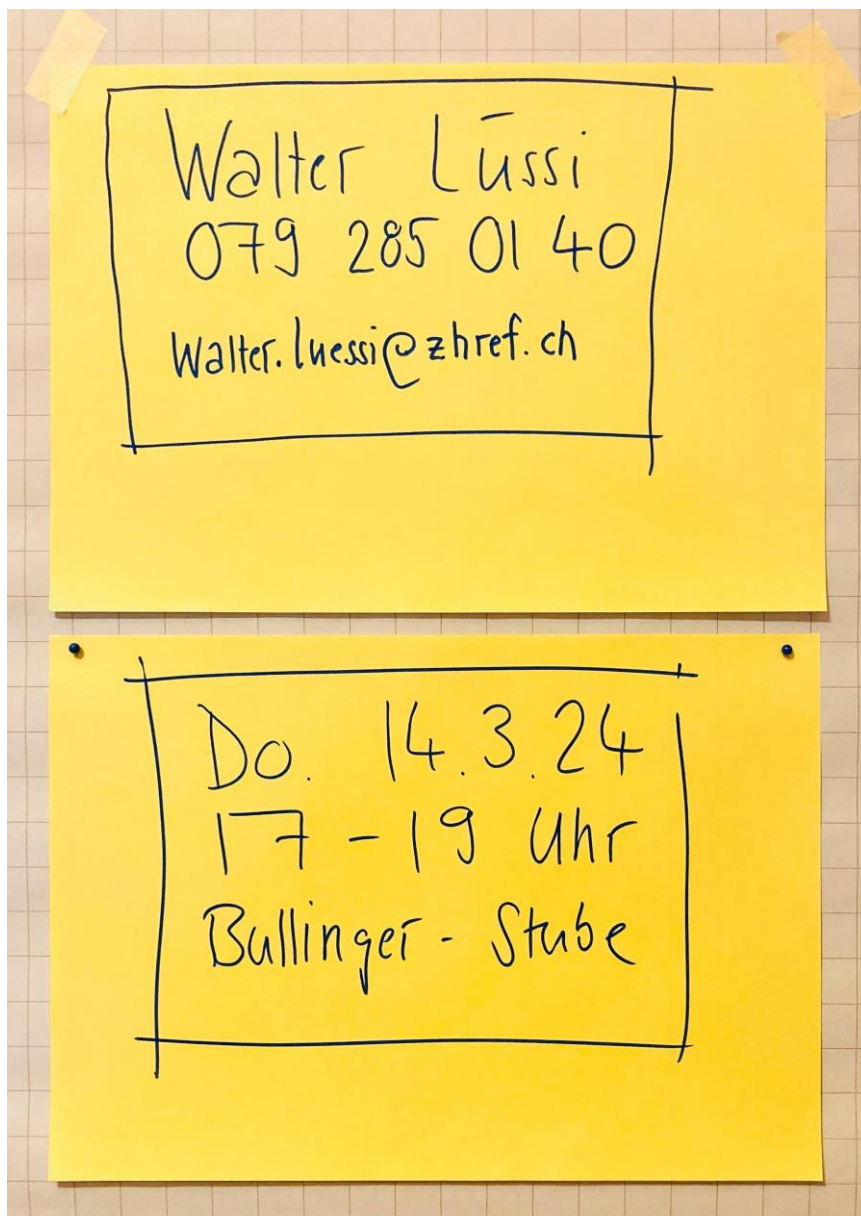 Walter Lüssi
079 285 01 40
Walter.luessi@zhref.ch
Do. 14.3.24
17 - 19 Uhr
Bullinger - Stube